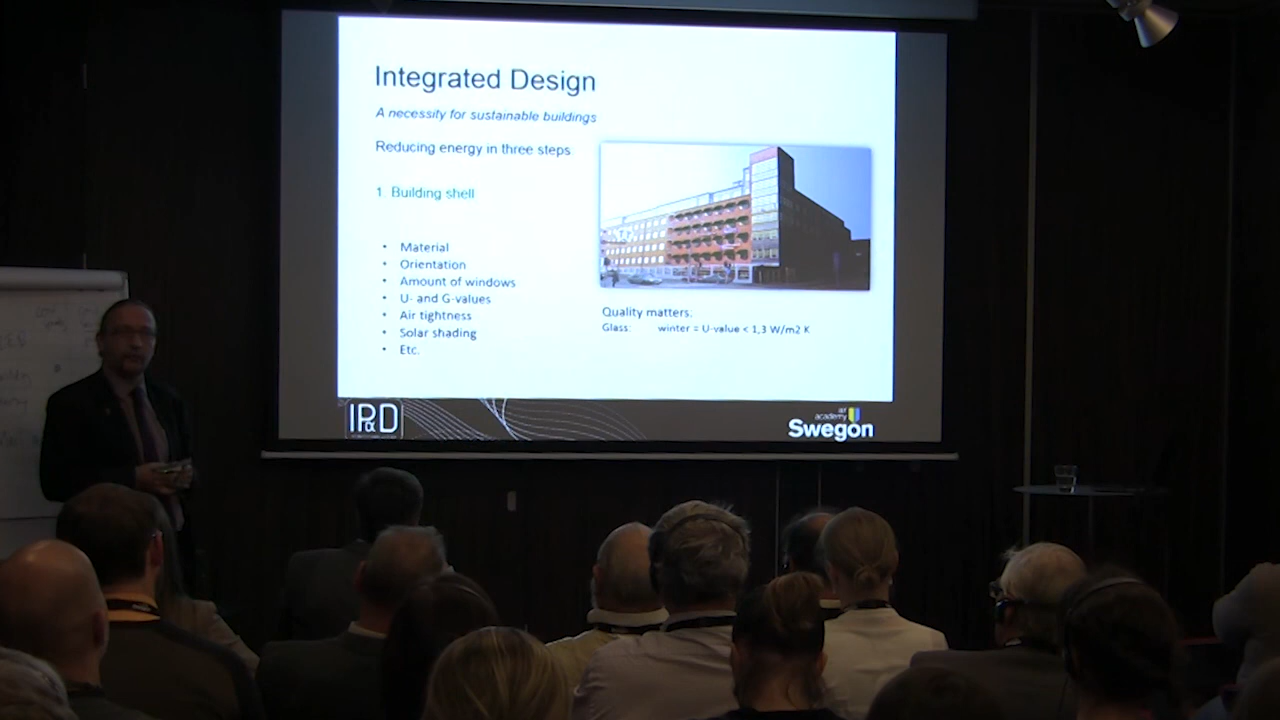 Integrated Design
A necessity for sustainable buildings
Reducing energy in three steps
1. Building shell
• Material
• Orientation
• Amount of windows
• U- and G-values
• Air tightness
• Solar shading
• Etc.
Quality matters:
Glass: winter = U-value < 1,3 W/m2 K
IP&D
air academy
Swegon